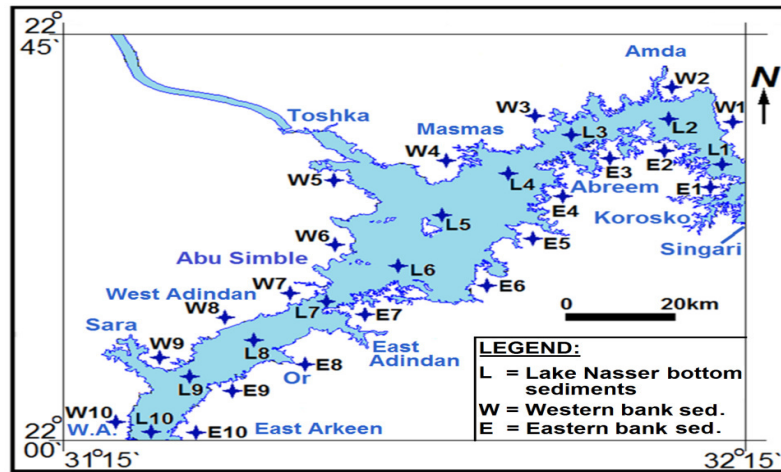 22°
45`
Amda
W2
N
W3
W1
Toshka
Masmas
L2
L3
W4
E2
L1
E3
W5
L4
Abreem
E1
E4
Korosko
L5
W6
E5
Singari
Abu Simble
L6
E6
West Adindan
W7
0
20km
W8
L7
E7
Sara
East
Adindan
W9
L8
E8
Or
L9
E9
W10
L10
W.A.
E10
East Arkeen
LEGEND:
L = Lake Nasser bottom
sediments
W = Western bank sed.
E = Eastern bank sed.
22°
00`
31°15`
32°15`